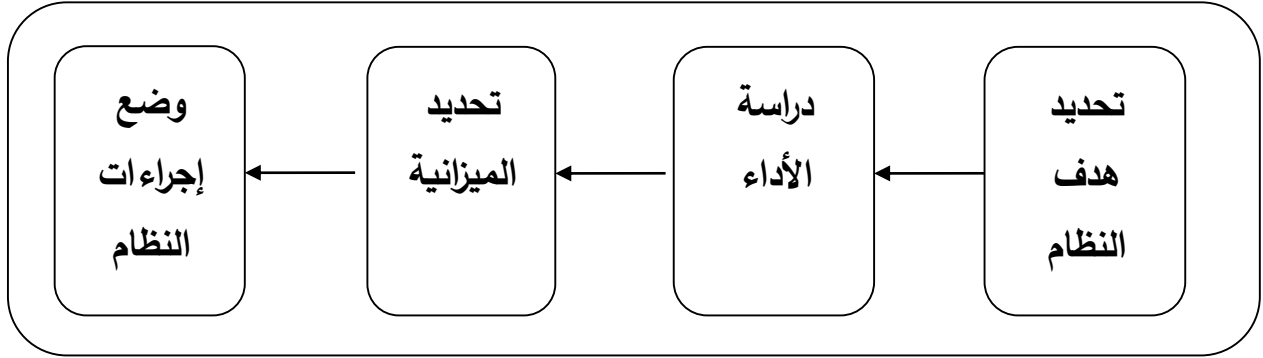 تحديد
هدف
النظام
دراسة
الأداء
تحديد
الميزانية
وضع
إجراءات
النظام